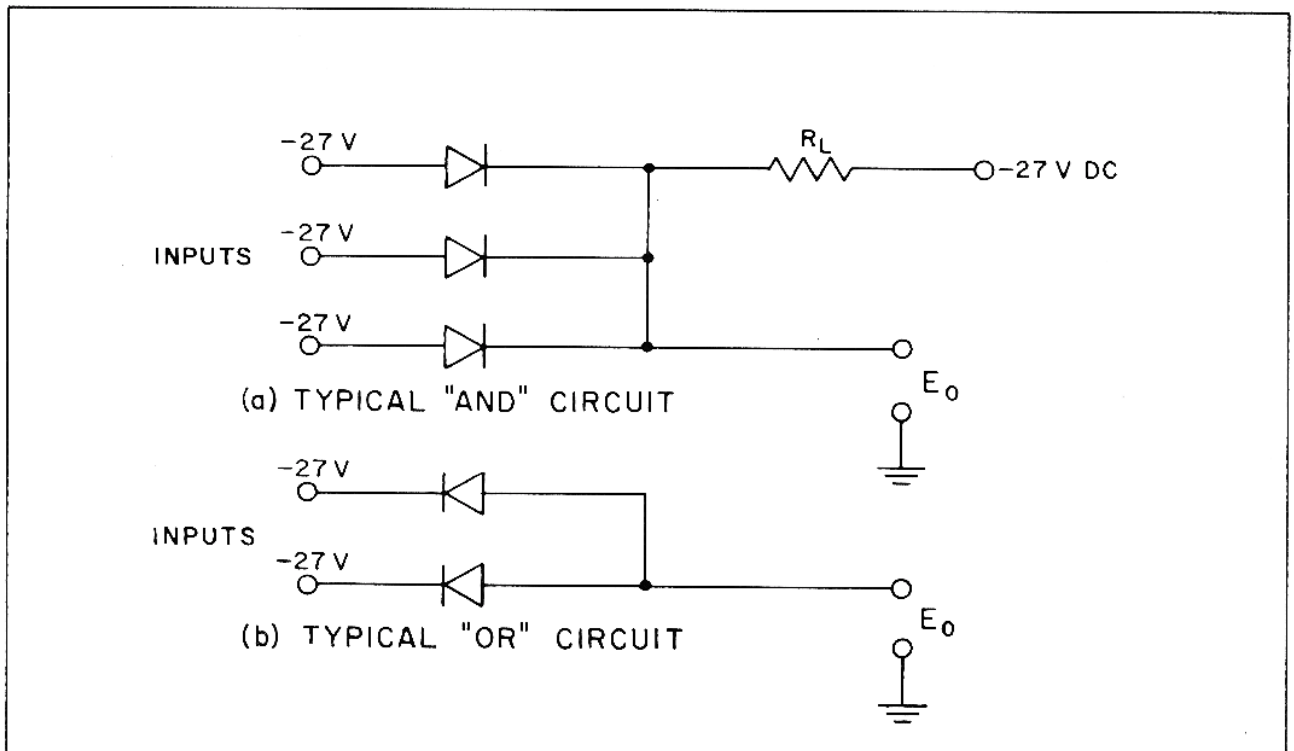 -27 V
R_L
-27 V DC
INPUTS
-27 V
-27 V
E_0
(a) TYPICAL "AND" CIRCUIT
-27 V
INPUTS
-27 V
E_0
(b) TYPICAL "OR" CIRCUIT